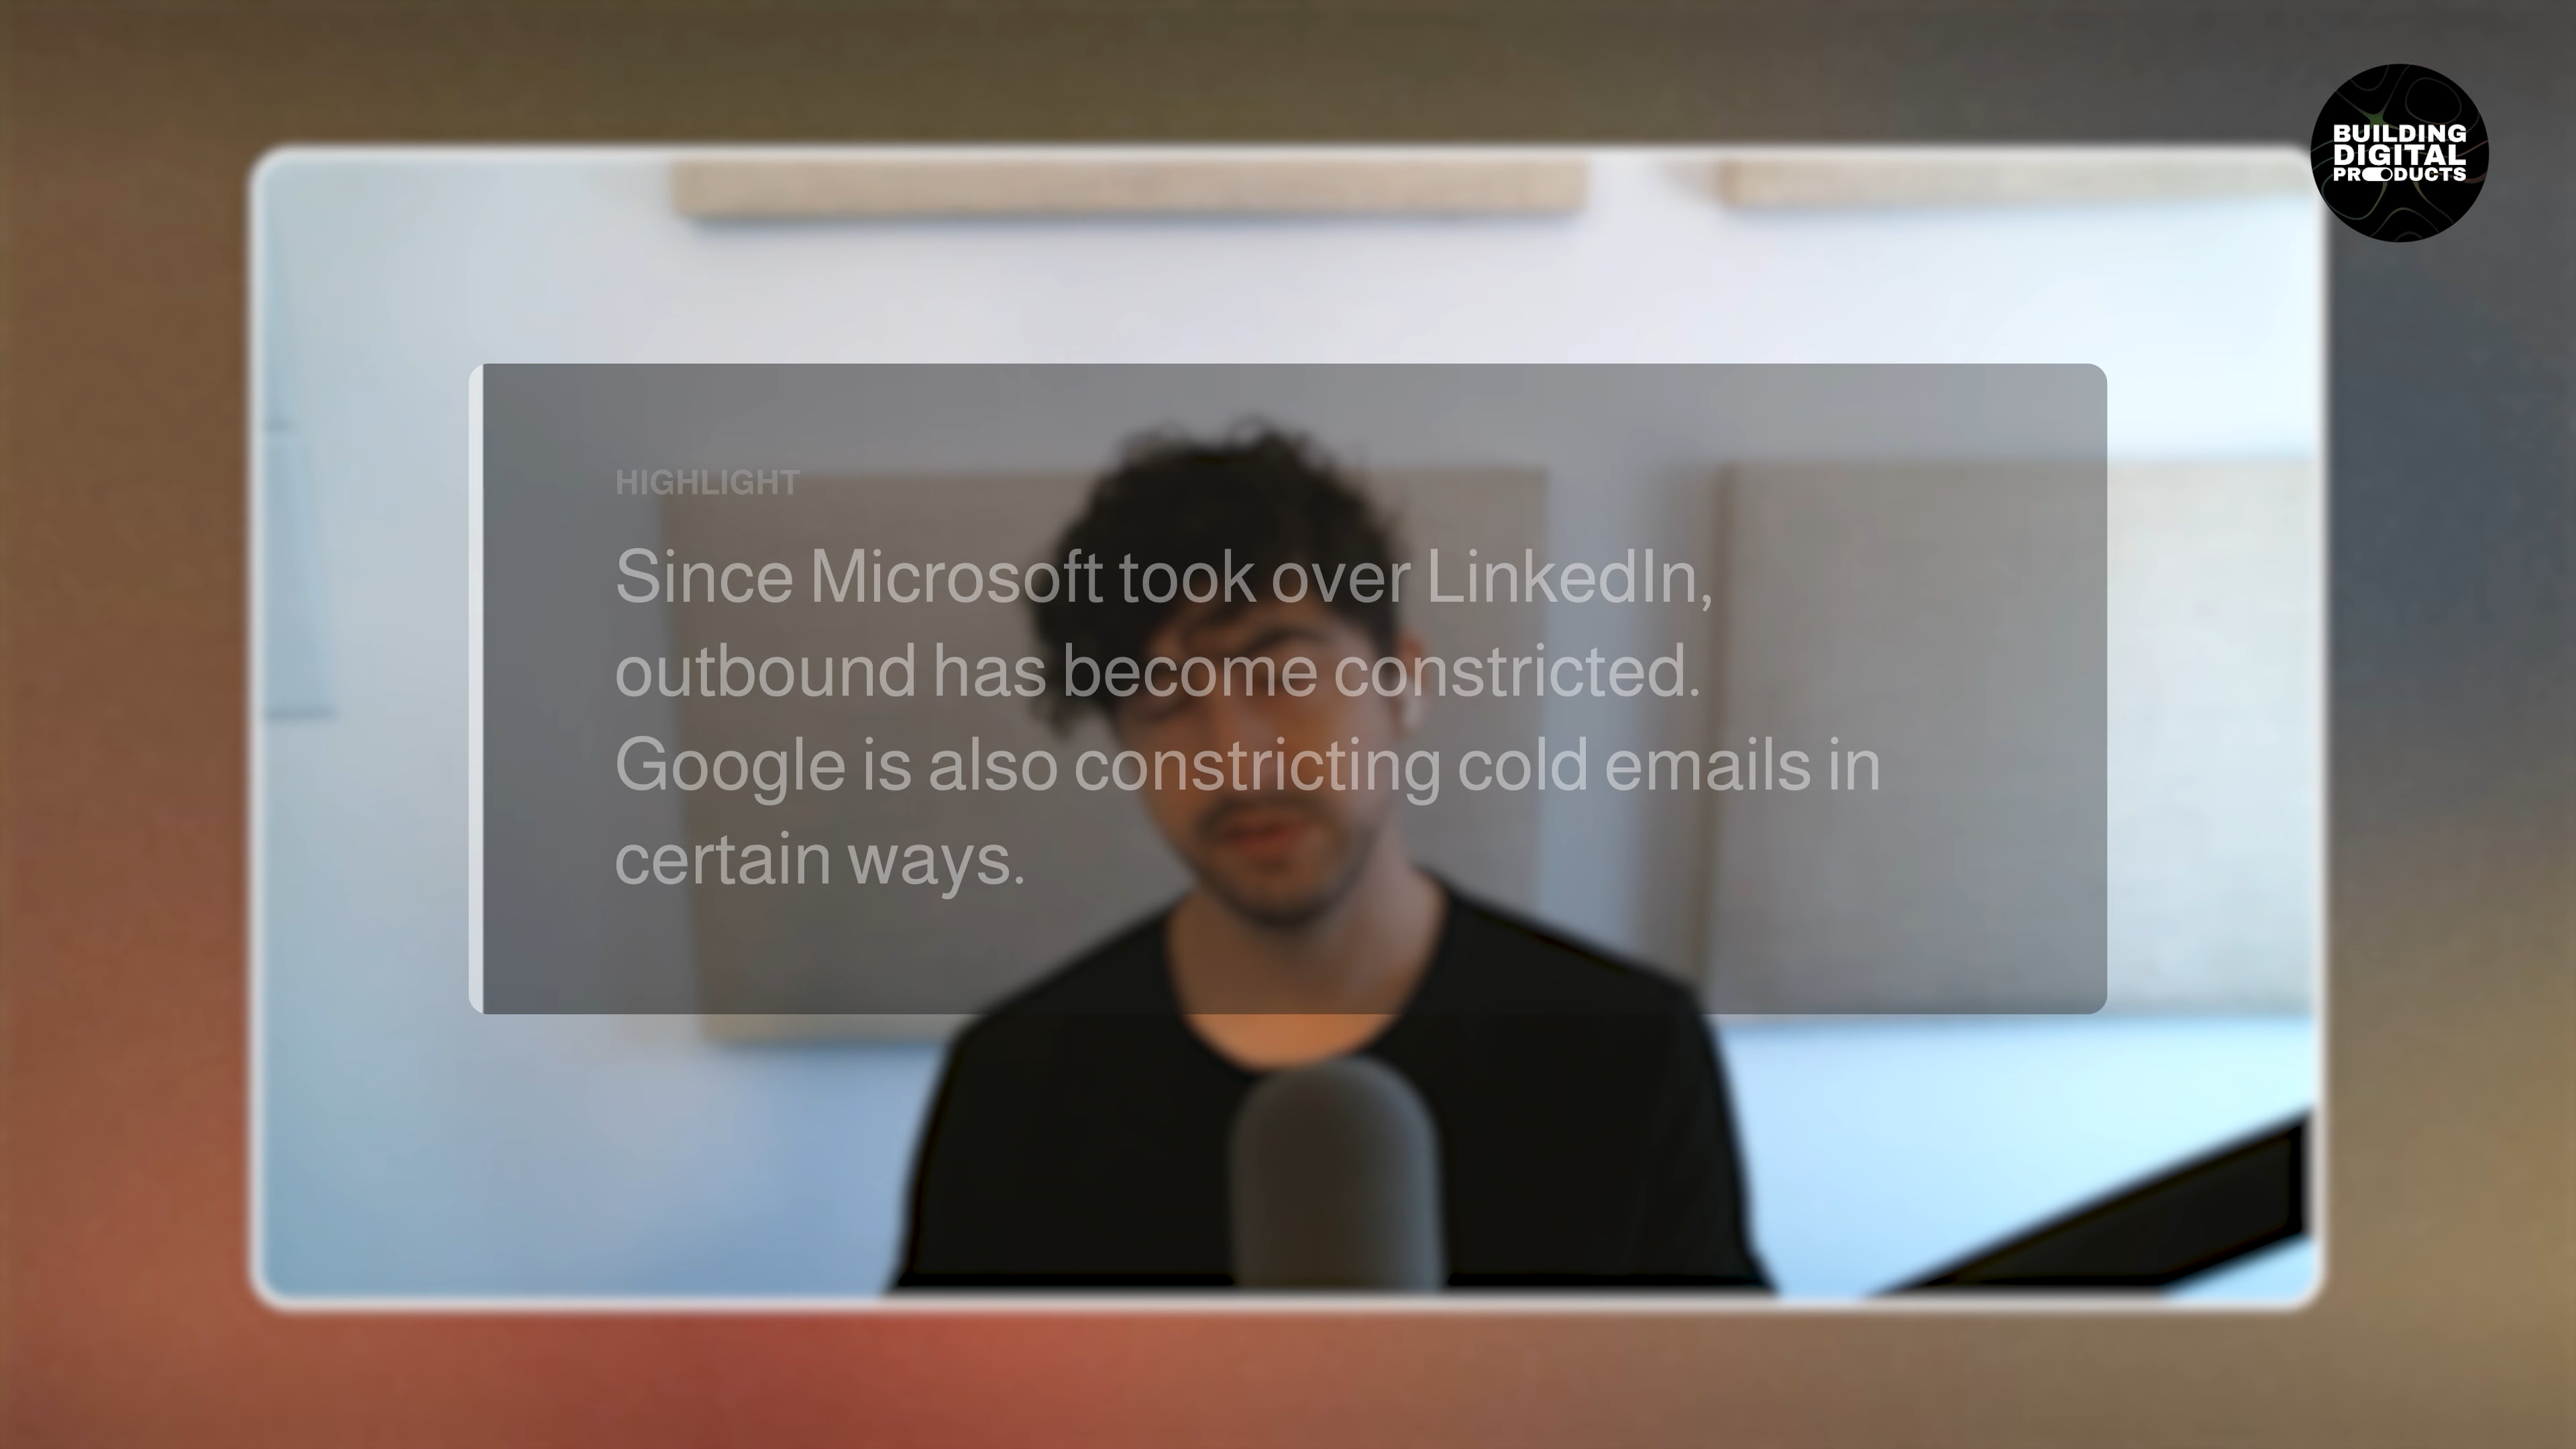 BUILDING
DIGITAL
PRODUCTS
HIGHLIGHT
Since Microsoft took over LinkedIn,
outbound has become constricted.
Google is also constricting cold emails in
certain ways.